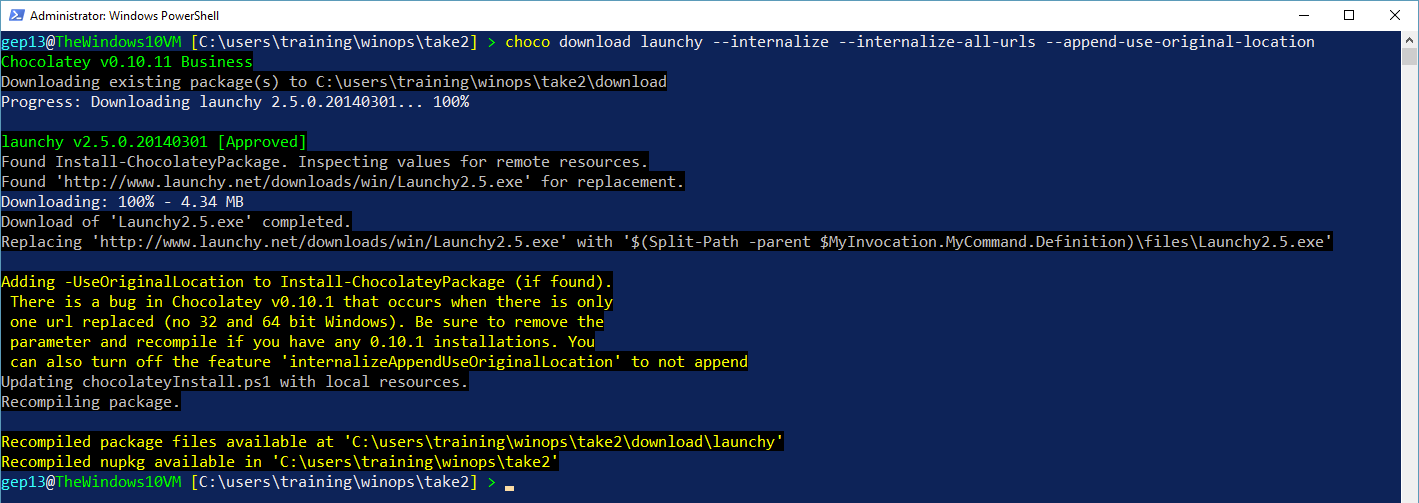 Administrator: Windows PowerShell
gep13@TheWindows10VM [C:\users\training\winops\take2] > choco download launchy --internalize --internalize-all-urls --append-use-original-location
Chocolatey v0.10.11 Business
Downloading existing package(s) to C:\users\training\winops\take2\download
Progress: Downloading launchy 2.5.0.20140301... 100%
launchy v2.5.0.20140301 [Approved]
Found Install-ChocolateyPackage. Inspecting values for remote resources.
Found 'http://www.launchy.net/downloads/win/Launchy2.5.exe' for replacement.
Downloading: 100% - 4.34 MB
Download of 'Launchy2.5.exe' completed.
Replacing 'http://www.launchy.net/downloads/win/Launchy2.5.exe' with '$(Split-Path -parent $MyInvocation.MyCommand.Definition)\files\Launchy2.5.exe'
Adding -UseOriginalLocation to Install-ChocolateyPackage (if found).
There is a bug in Chocolatey v0.10.1 that occurs when there is only
one url replaced (no 32 and 64 bit Windows). Be sure to remove the
parameter and recompile if you have any 0.10.1 installations. You
can also turn off the feature 'internalizeAppendUseOriginalLocation' to not append
Updating chocolateyInstall.ps1 with local resources.
Recompiling package.
Recompiled package files available at 'C:\users\training\winops\take2\download\launchy'
Recompiled nupkg available in 'C:\users\training\winops\take2'
gep13@TheWindows10VM [C:\users\training\winops\take2] >